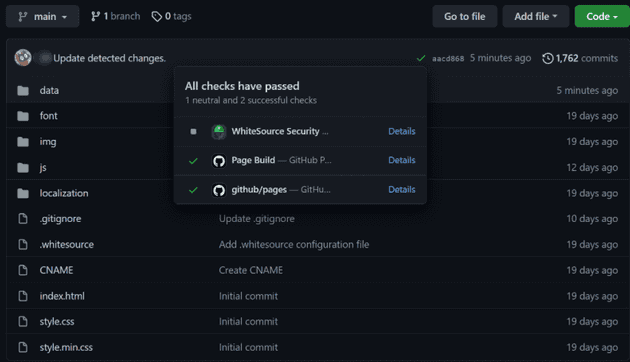 main 1 branch 0 tags Go to file Add file Code
Update detected changes. aacd868 5 minutes ago 1,762 commits
All checks have passed
1 neutral and 2 successful checks
data 5 minutes ago
font 19 days ago
WhiteSource Security ... Details
img 19 days ago
Page Build — GitHub P... Details
js 12 days ago
github/pages — GitHu... Details
localization 19 days ago
.gitignore Update .gitignore 10 days ago
.whitesource Add .whitesource configuration file 19 days ago
CNAME Create CNAME 19 days ago
index.html Initial commit 19 days ago
style.css Initial commit 19 days ago
style.min.css Initial commit 19 days ago